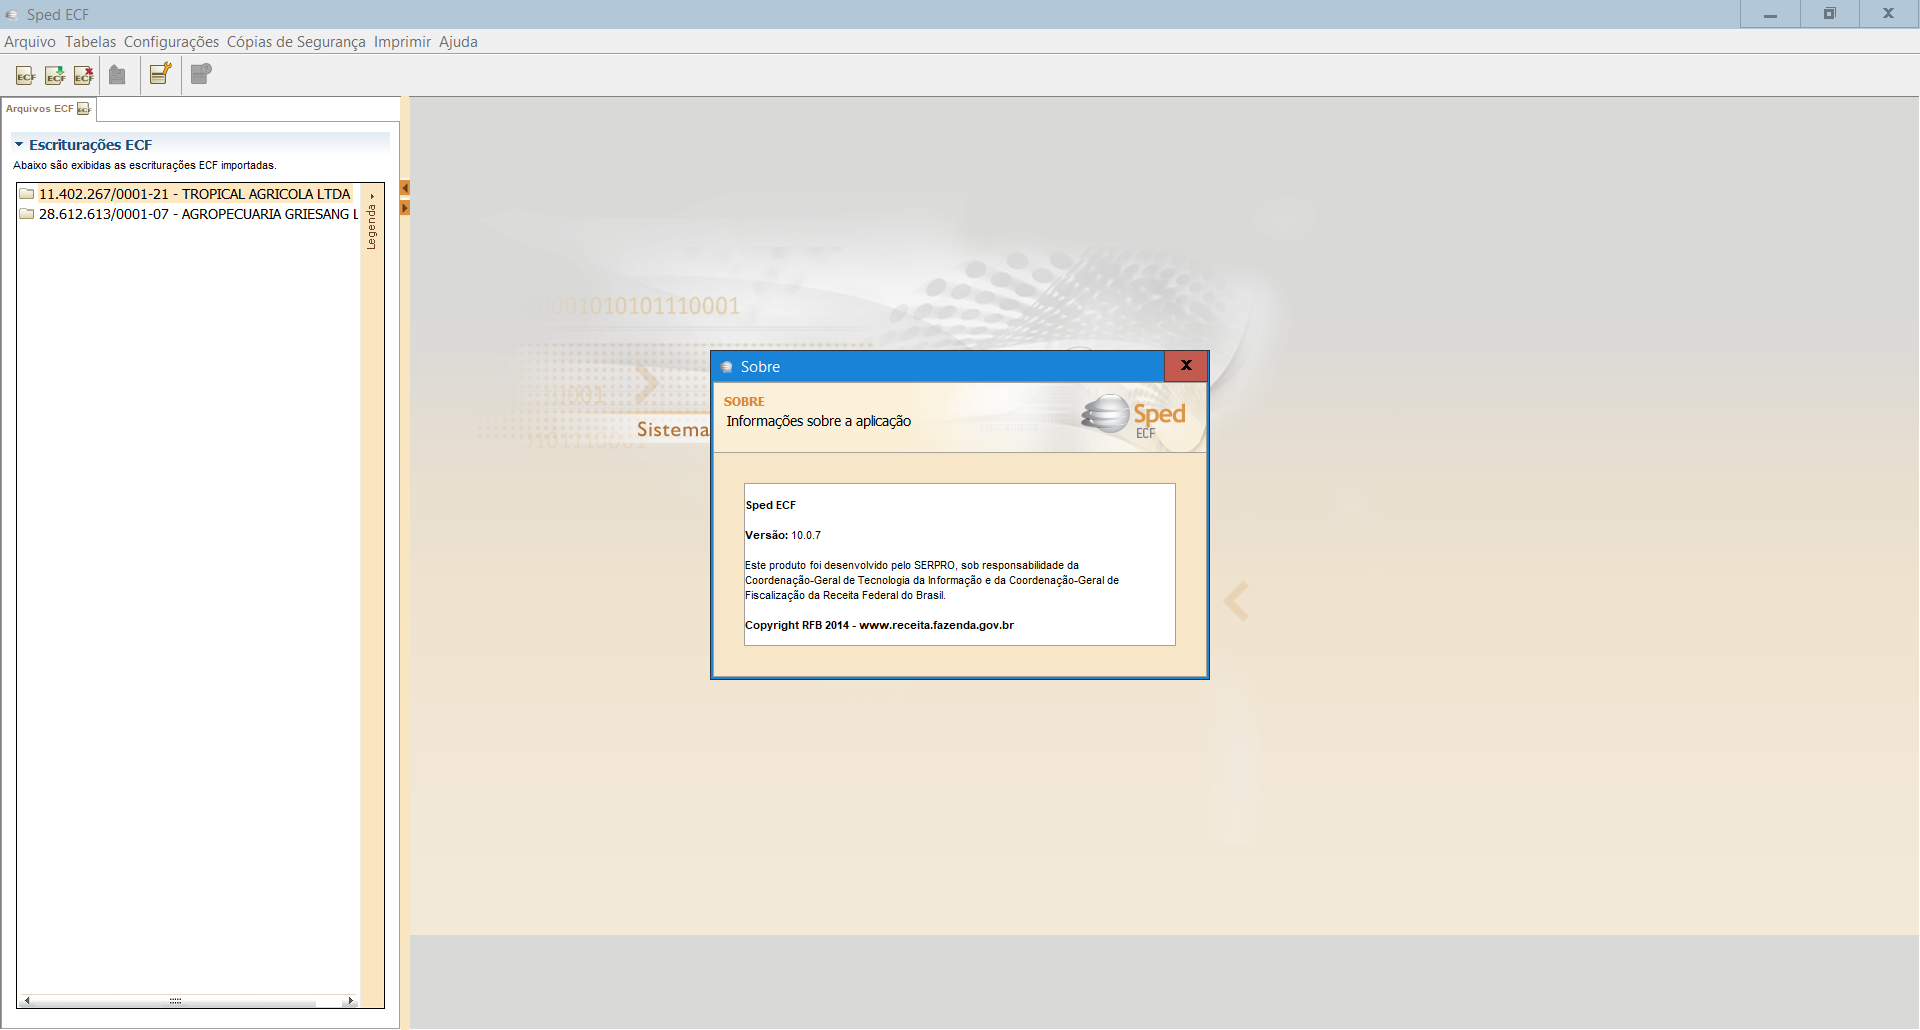 Sped ECF
Arquivo Tabelas Configurações Cópias de Segurança Imprimir Ajuda
ECF ECF ECF
Arquivos ECF
Escriturações ECF
Abaixo são exibidas as escriturações ECF importadas.
11.402.267/0001-21 - TROPICAL AGRICOLA LTDA
28.612.613/0001-07 - AGROPECUARIA GRIESANG L
Legenda
0001010101110001
10001
Sistema
Sobre
SOBRE
Informações sobre a aplicação
Sped
ECF
Sped ECF
Versão: 10.0.7
Este produto foi desenvolvido pelo SERPRO, sob responsabilidade da
Coordenação-Geral de Tecnologia da Informação e da Coordenação-Geral de
Fiscalização da Receita Federal do Brasil.
Copyright RFB 2014 - www.receita.fazenda.gov.br